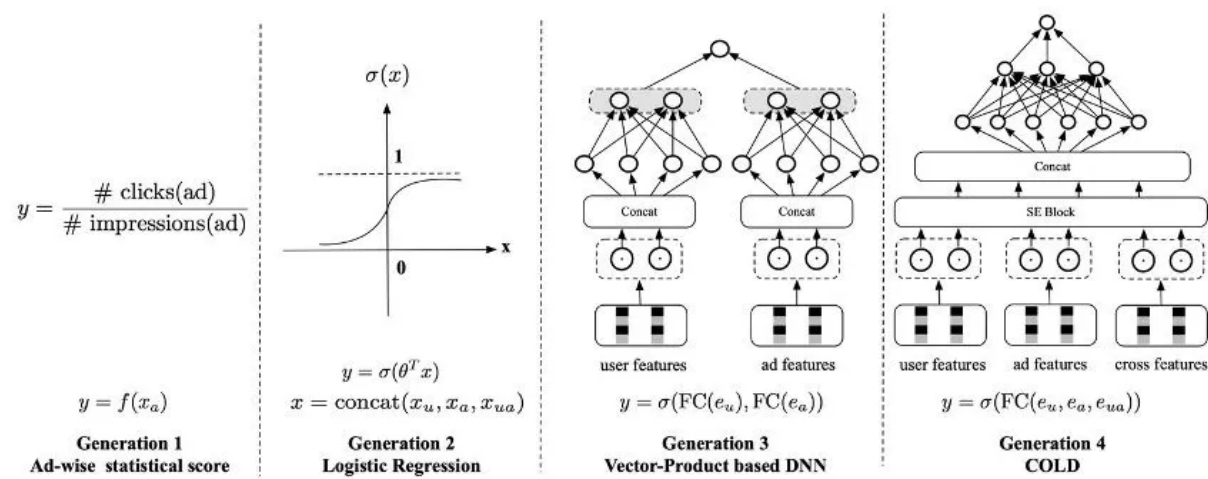 y = # clicks(ad) / # impressions(ad)
y = f(x_a)
Generation 1
Ad-wise statistical score
σ(x)
1
x
0
y = σ(θ^T x)
x = concat(x_u, x_a, x_ua)
Generation 2
Logistic Regression
Concat
Concat
user features
ad features
y = σ(FC(e_u), FC(e_a))
Generation 3
Vector-Product based DNN
Concat
SE Block
user features
ad features
cross features
y = σ(FC(e_u, e_a, e_ua))
Generation 4
COLD